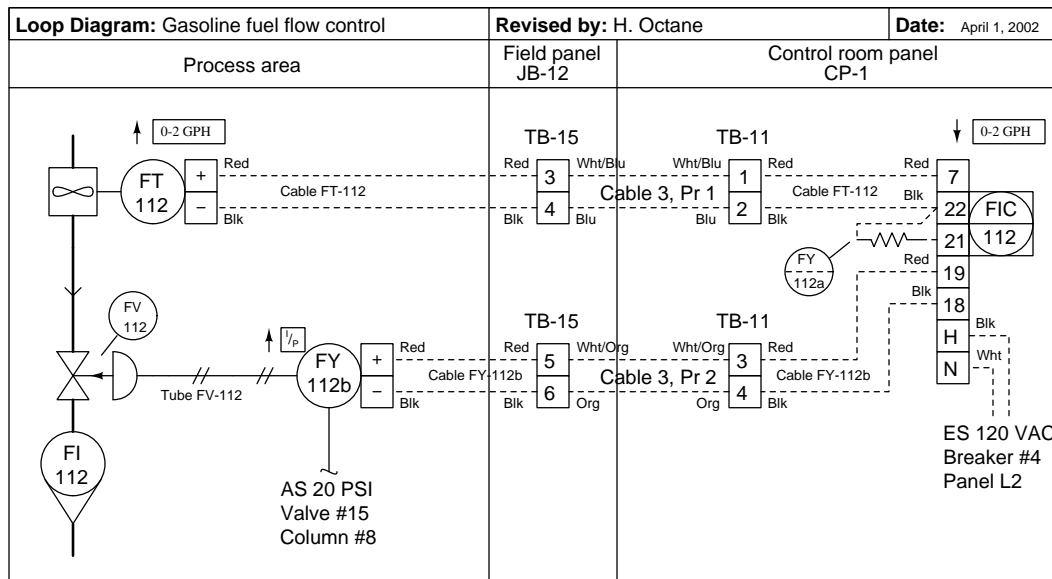 Loop Diagram: Gasoline fuel flow control
Revised by: H. Octane
Date: April 1, 2002
Process area
Field panel
JB-12
Control room panel
CP-1
0-2 GPH
TB-15
TB-11
0-2 GPH
FT
112
+
−
Red
Blk
Cable FT-112
Red
Blk
3
4
Wht/Blu
Blu
Cable 3, Pr 1
Wht/Blu
Blu
1
2
Red
Blk
Cable FT-112
Red
Blk
7
22
21
19
18
H
N
FIC
112
FY
112a
Red
Blk
Blk
Wht
FV
112
I/P
TB-15
TB-11
FY
112b
+
−
Red
Blk
Cable FY-112b
Red
Blk
5
6
Wht/Org
Org
Cable 3, Pr 2
Wht/Org
Org
3
4
Red
Blk
Cable FY-112b
Tube FV-112
FI
112
AS 20 PSI
Valve #15
Column #8
ES 120 VAC
Breaker #4
Panel L2